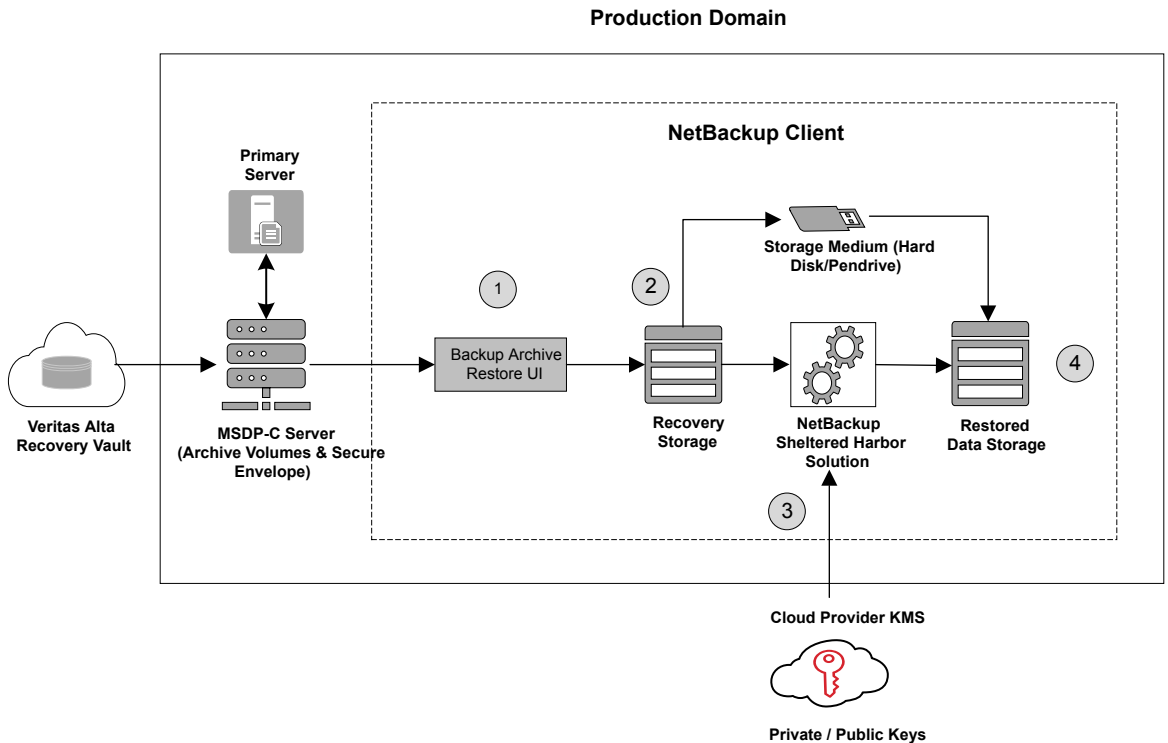 Production Domain
NetBackup Client
Primary
Server
Storage Medium (Hard
Disk/Pendrive)
1
2
Backup Archive
Restore UI
4
Veritas Alta
Recovery Vault
MSDP-C Server
(Archive Volumes & Secure
Envelope)
Recovery
Storage
NetBackup
Sheltered Harbor
Solution
Restored
Data Storage
3
Cloud Provider KMS
Private / Public Keys